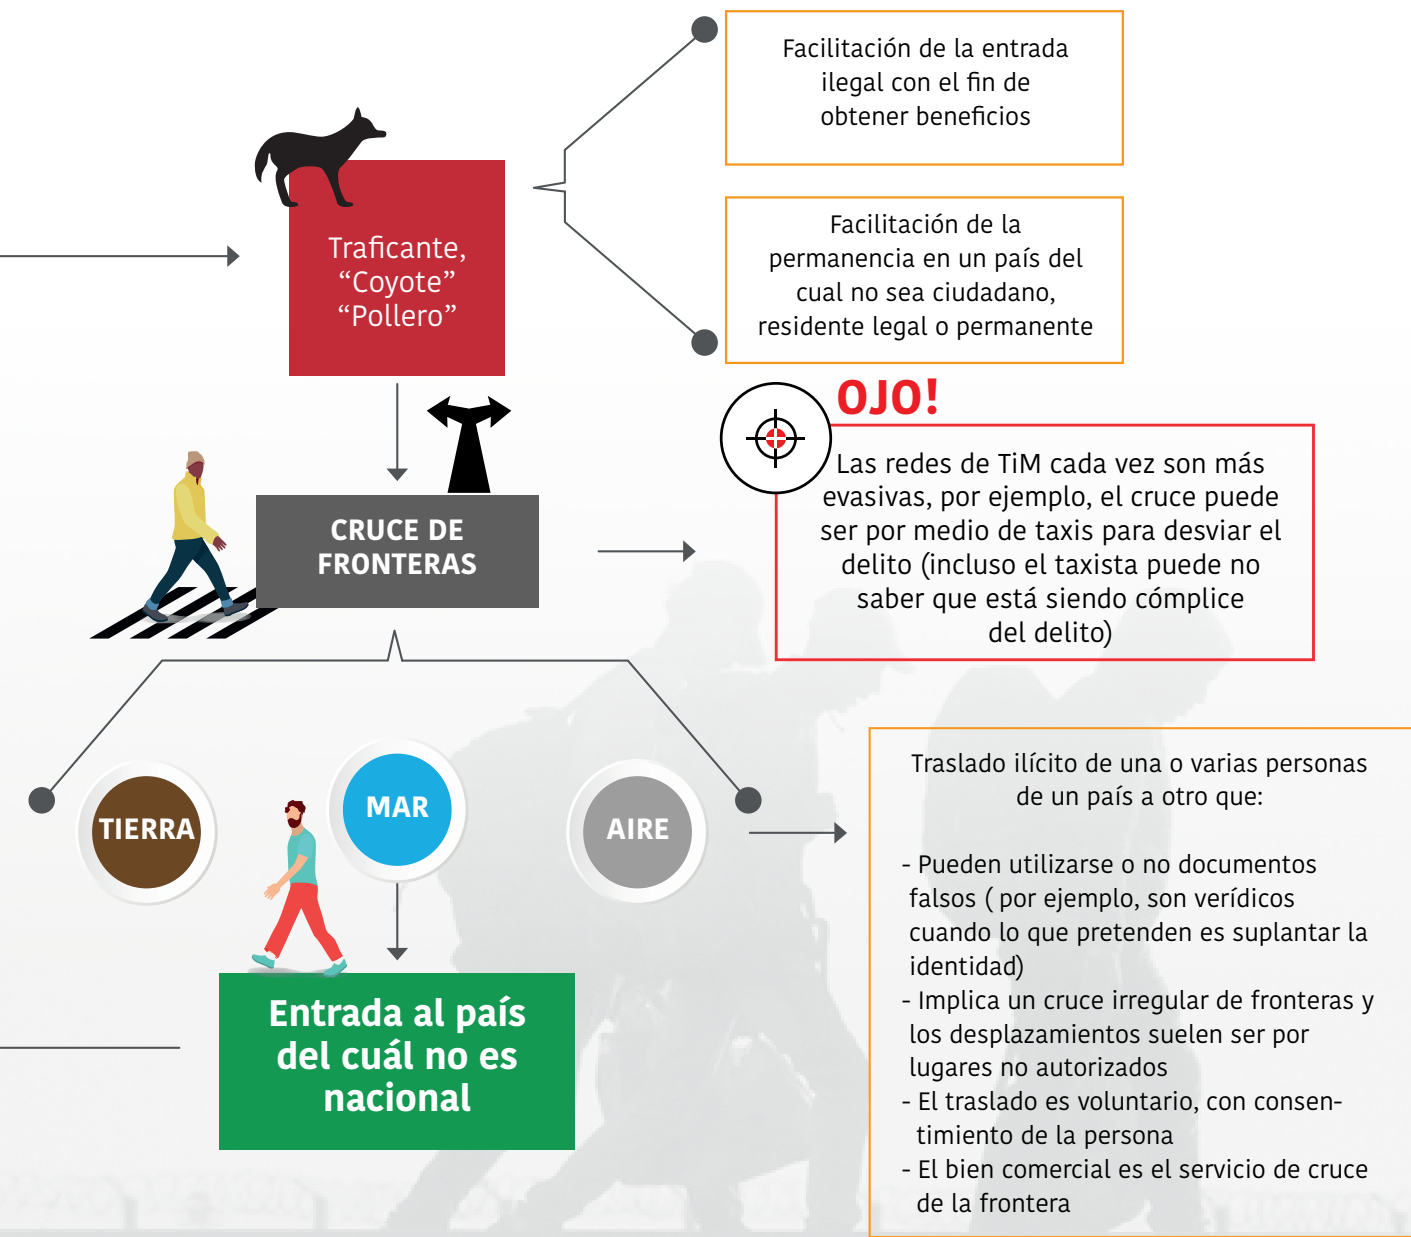 Facilitación de la entrada
ilegal con el fin de
obtener beneficios
Traficante,
“Coyote”
“Pollero”
Facilitación de la
permanencia en un país del
cual no sea ciudadano,
residente legal o permanente
OJO!
Las redes de TiM cada vez son más
evasivas, por ejemplo, el cruce puede
ser por medio de taxis para desviar el
delito (incluso el taxista puede no
saber que está siendo cómplice
del delito)
CRUCE DE
FRONTERAS
TIERRA
MAR
AIRE
Entrada al país
del cuál no es
nacional
Traslado ilícito de una o varias personas
de un país a otro que:
- Pueden utilizarse o no documentos
falsos ( por ejemplo, son verídicos
cuando lo que pretenden es suplantar la
identidad)
- Implica un cruce irregular de fronteras y
los desplazamientos suelen ser por
lugares no autorizados
- El traslado es voluntario, con consen-
timiento de la persona
- El bien comercial es el servicio de cruce
de la frontera